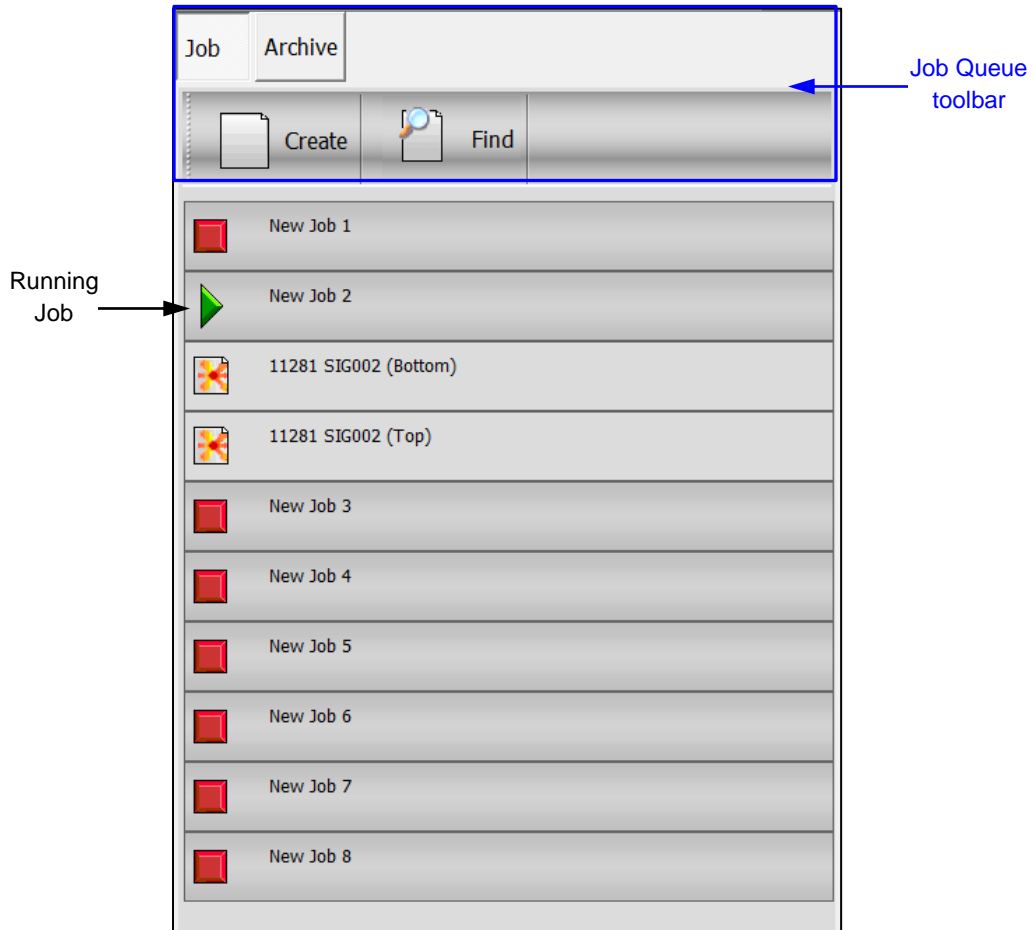 Job
Archive
Job Queue
toolbar
Create
Find
New Job 1
Running
Job
New Job 2
11281 SIG002 (Bottom)
11281 SIG002 (Top)
New Job 3
New Job 4
New Job 5
New Job 6
New Job 7
New Job 8